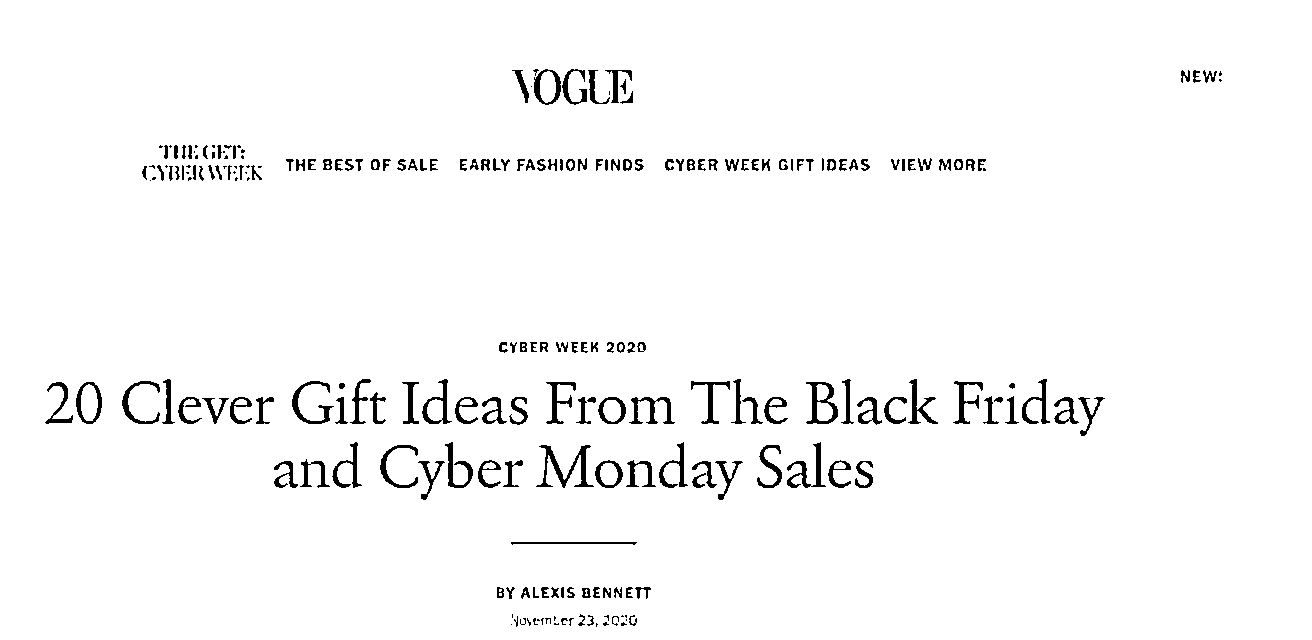 VOGUE
NEW:
THE GET:
CYBER WEEK
THE BEST OF SALE EARLY FASHION FINDS CYBER WEEK GIFT IDEAS VIEW MORE
CYBER WEEK 2020
20 Clever Gift Ideas From The Black Friday
and Cyber Monday Sales
BY ALEXIS BENNETT
November 23, 2020